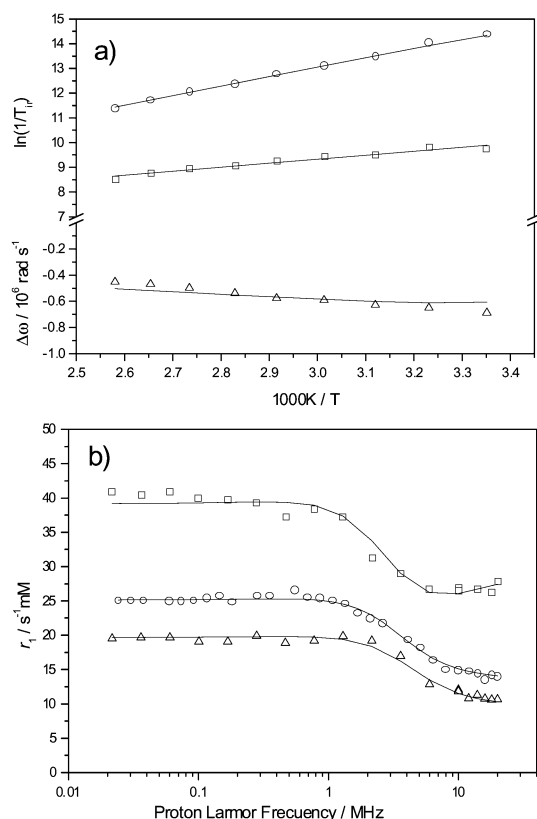 a)
15
14
13
12
11
10
9
8
7
-0.2
-0.4
-0.6
-0.8
-1.0
ln(1/T_ir)
Δω / 10^6 rad s^-1
2.5 2.6 2.7 2.8 2.9 3.0 3.1 3.2 3.3 3.4
1000K / T
b)
50
45
40
35
30
25
20
15
10
5
0
r_1 / s^-1mM
0.01 0.1 1 10
Proton Larmor Frecuency / MHz